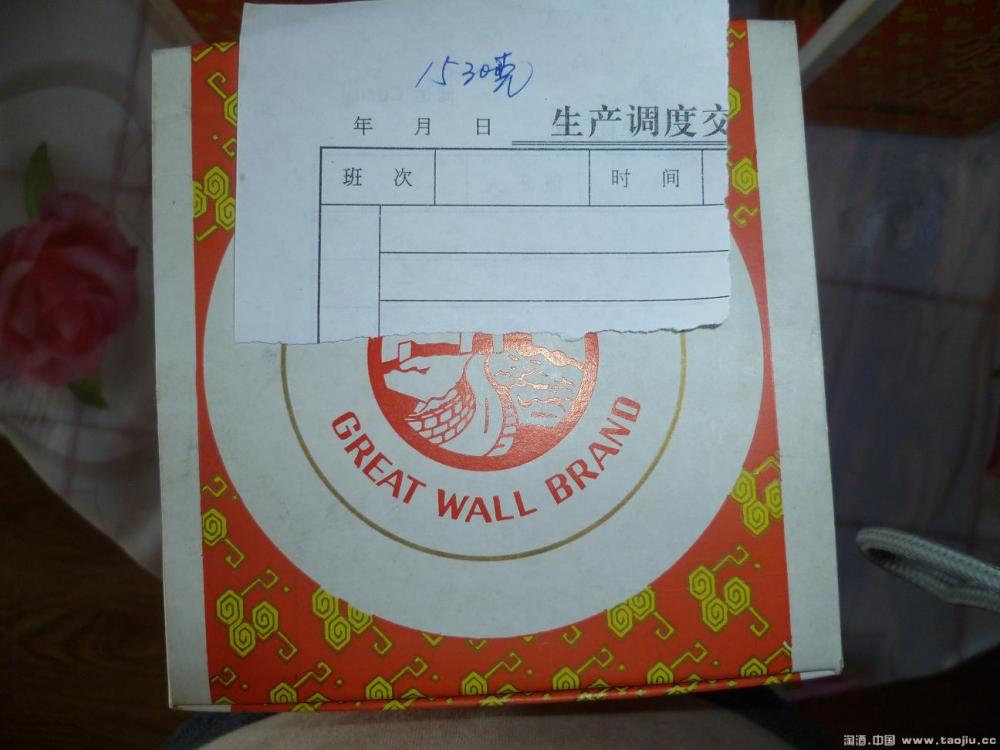 1530克
年 月 日 生产调度交
班 次 时 间
GREAT WALL BRAND
淘酒.中国 www.taojiu.cc